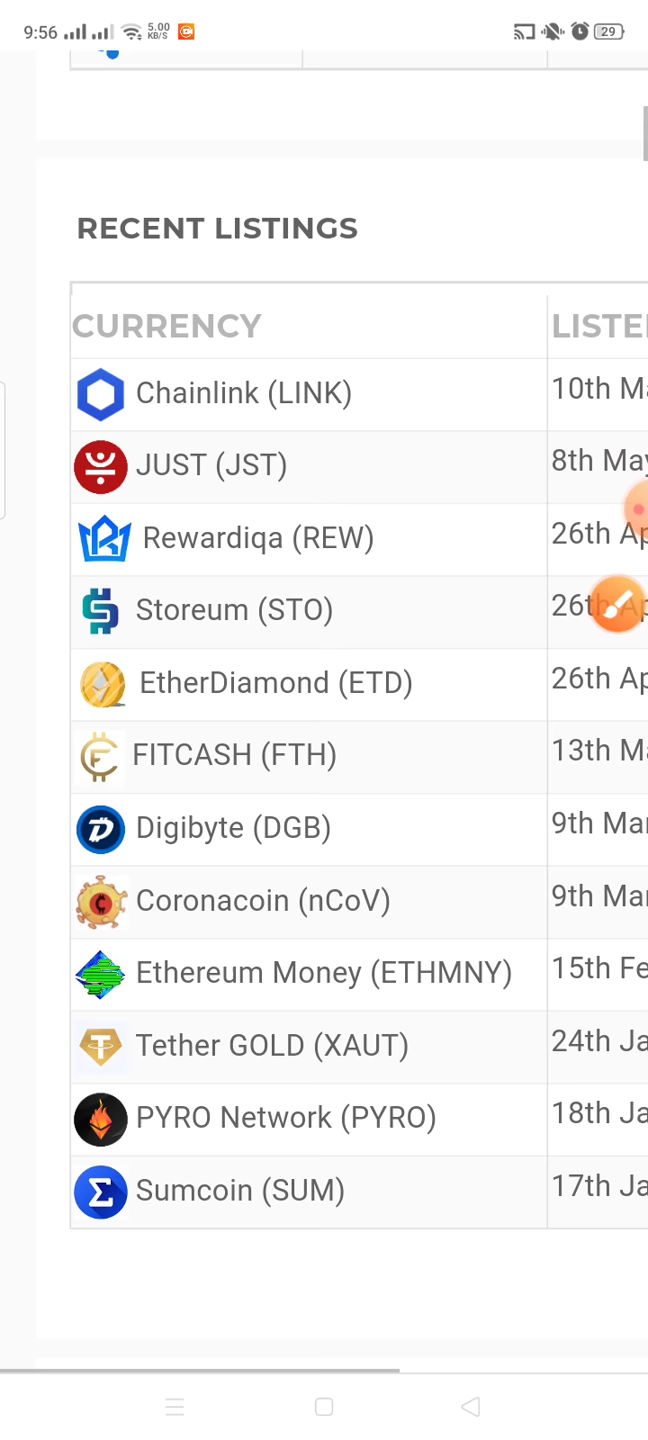 9:56 5.00 KB/S 29
RECENT LISTINGS
CURRENCY LISTE
Chainlink (LINK) 10th Ma
JUST (JST) 8th May
Rewardiqa (REW) 26th Ap
Storeum (STO) 26th Ap
EtherDiamond (ETD) 26th Ap
FITCASH (FTH) 13th Ma
Digibyte (DGB) 9th Mar
Coronacoin (nCoV) 9th Mar
Ethereum Money (ETHMNY) 15th Fe
Tether GOLD (XAUT) 24th Ja
PYRO Network (PYRO) 18th Ja
Sumcoin (SUM) 17th Ja